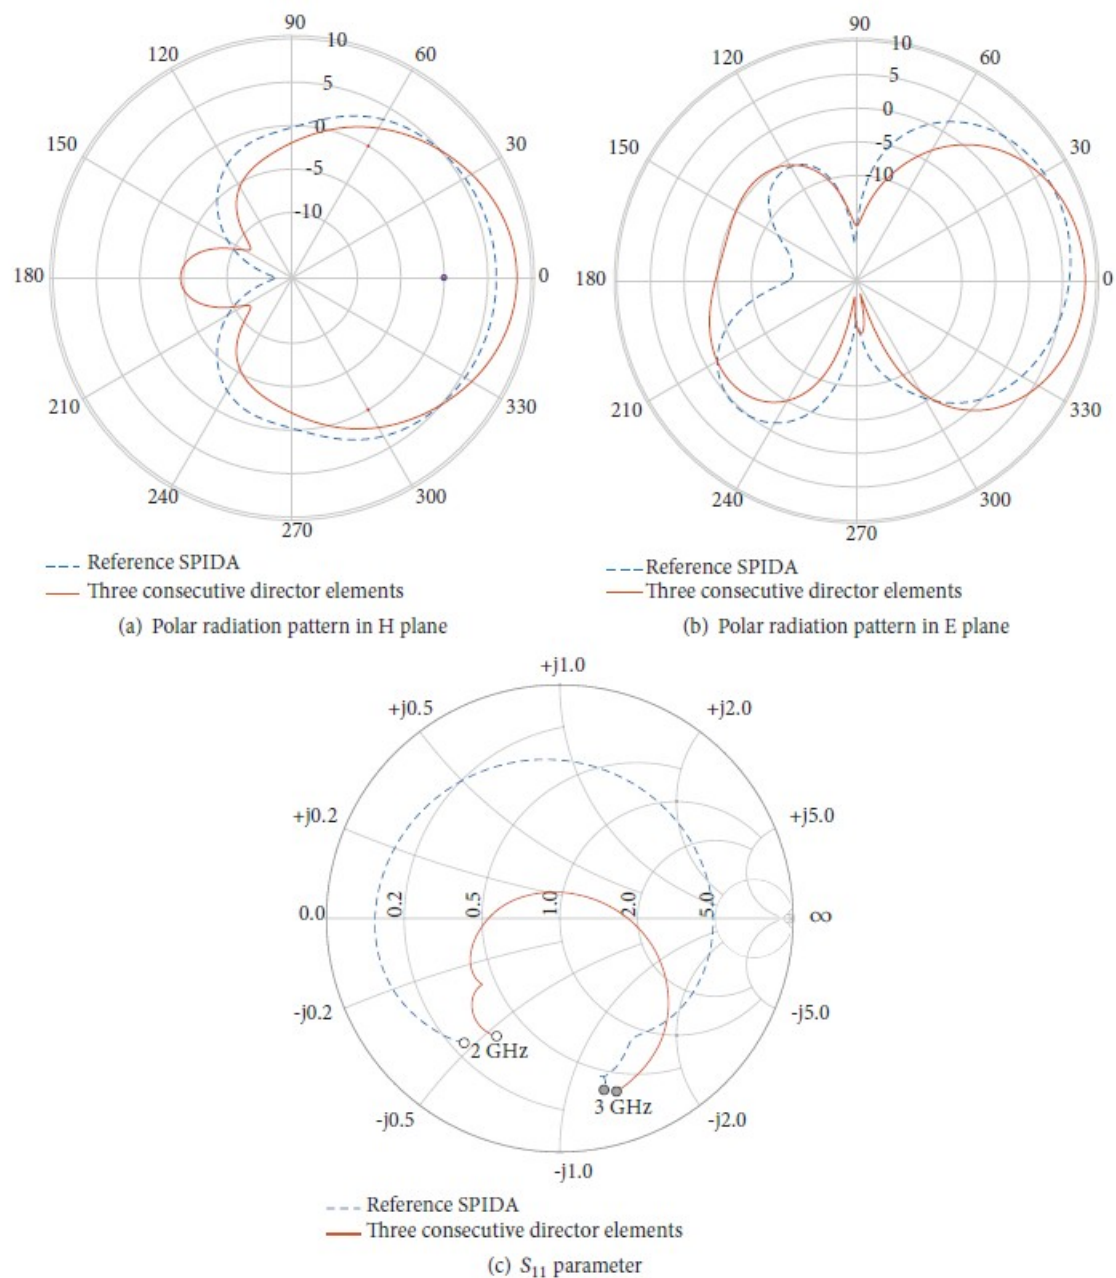 90
10
120
60
5
0
150
30
-5
-10
180
0
210
330
240
300
270
Reference SPIDA
Three consecutive director elements
(a) Polar radiation pattern in H plane
90
10
120
60
5
0
150
30
-5
-10
180
0
210
330
240
300
270
Reference SPIDA
Three consecutive director elements
(b) Polar radiation pattern in E plane
+j1.0
+j0.5
+j2.0
+j0.2
+j5.0
0.0
0.2
0.5
1.0
2.0
5.0
∞
-j0.2
-j5.0
2 GHz
3 GHz
-j0.5
-j2.0
-j1.0
Reference SPIDA
Three consecutive director elements
(c) S11 parameter